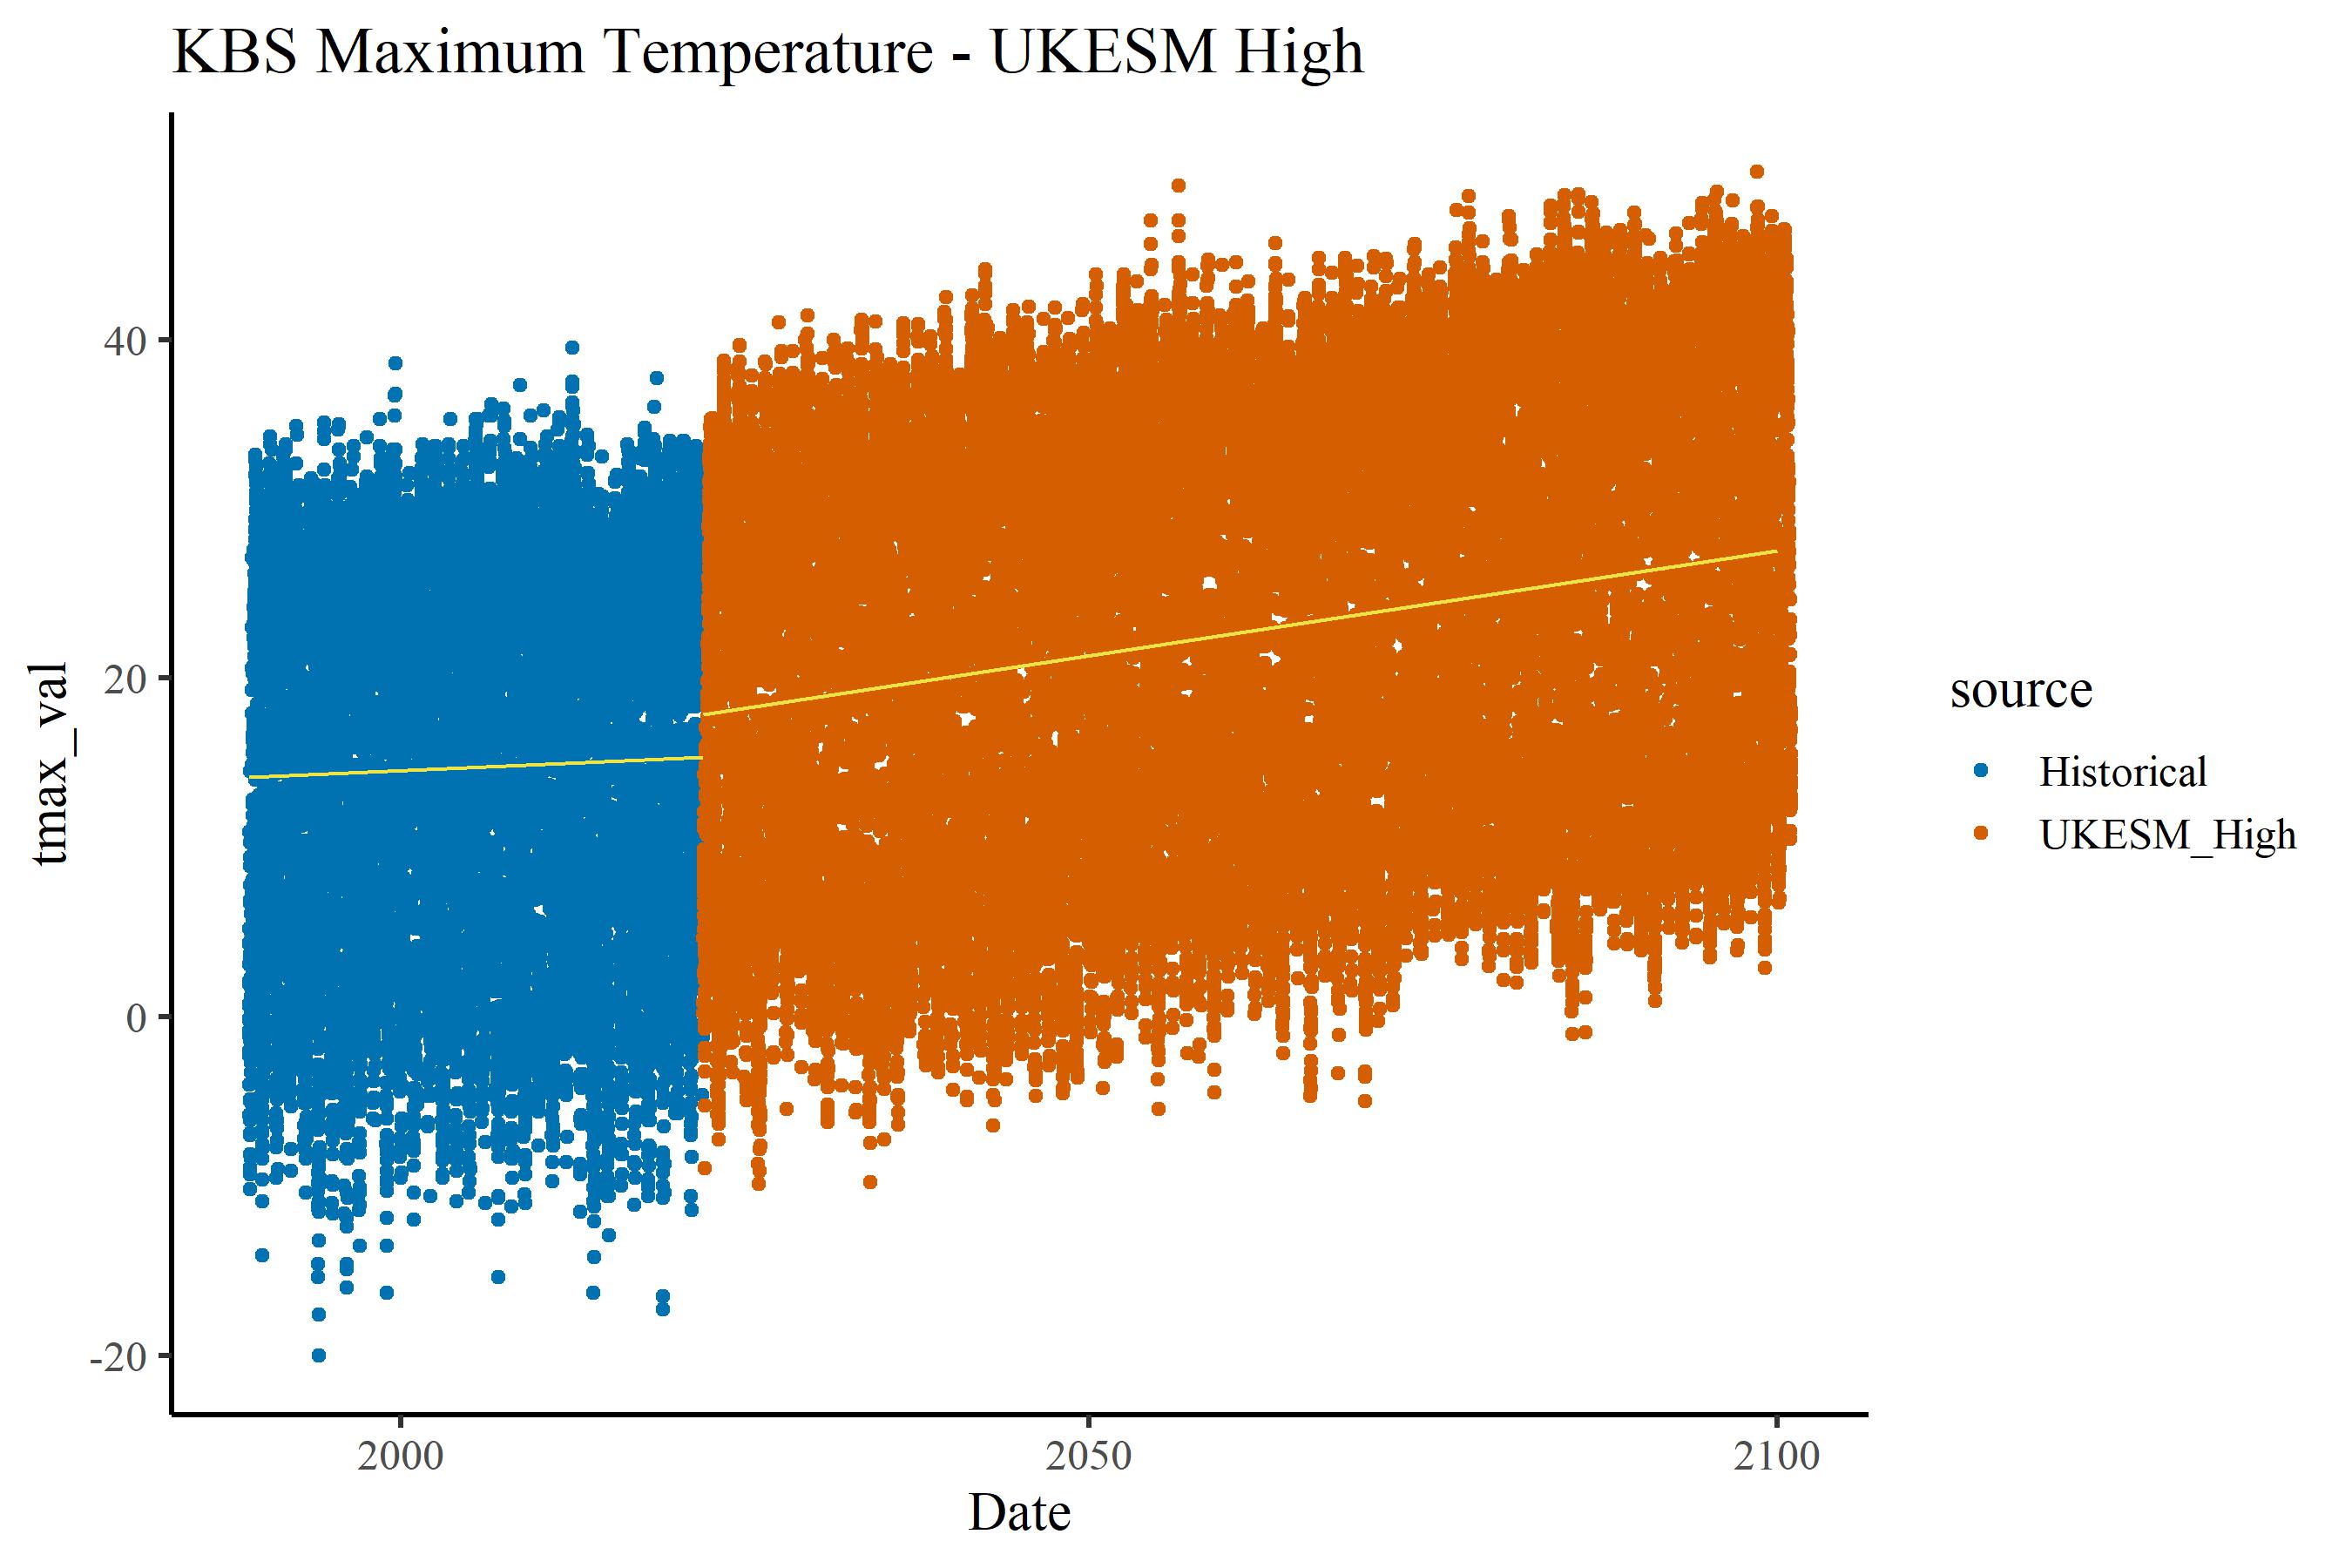 KBS Maximum Temperature - UKESM High
tmax_val
40
20
0
-20
2000
2050
2100
Date
source
Historical
UKESM_High